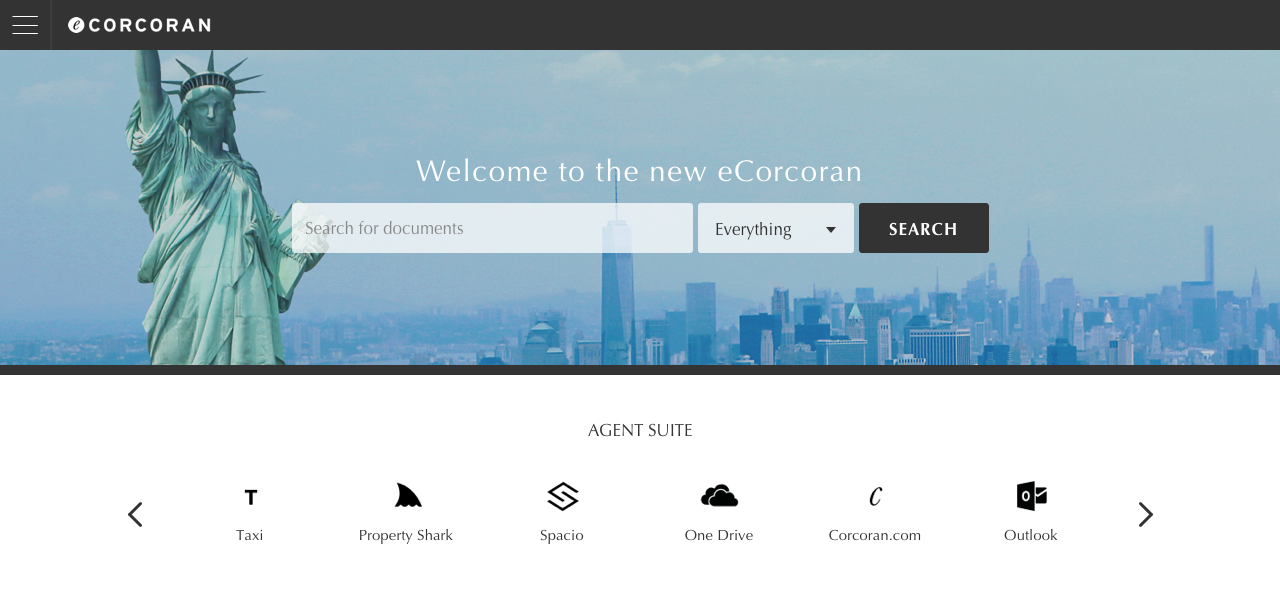 e CORCORAN
Welcome to the new eCorcoran
Search for documents
Everything
SEARCH
AGENT SUITE
T
Taxi
Property Shark
Spacio
One Drive
C
Corcoran.com
O
Outlook